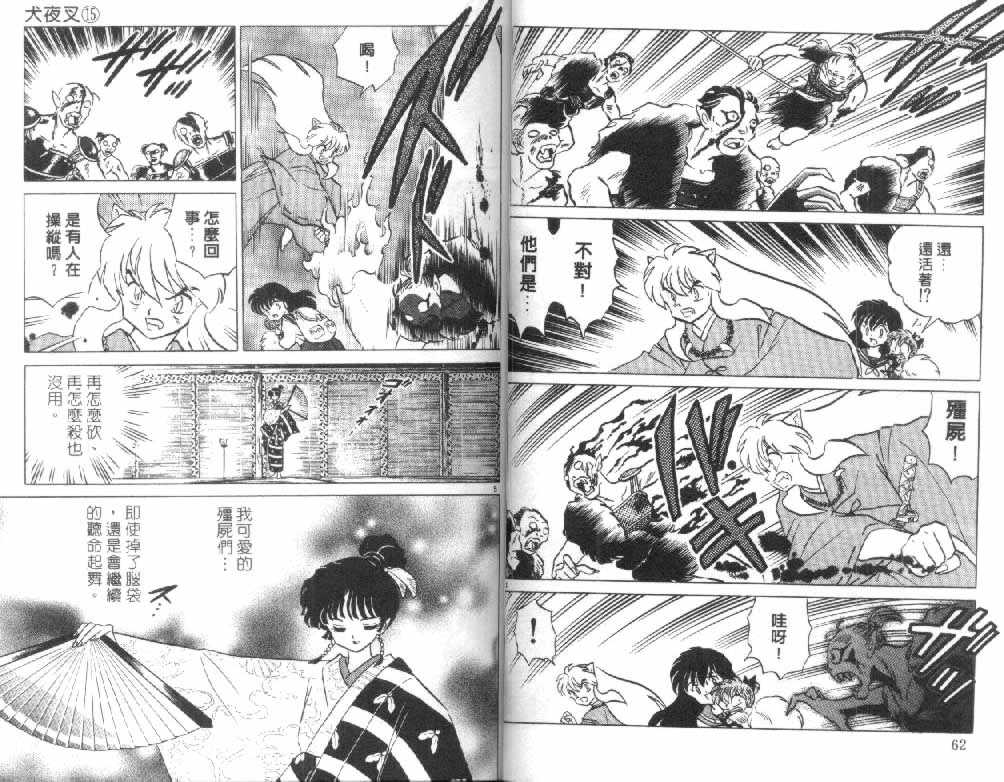 還…
還活著!?
不對！
他們是…
殭屍！
哇呀！
！
62
犬夜叉⑮
喝！
怎麼回
事…？
是有人在
操縱嗎？
再怎麼砍、
再怎麼殺也
沒用。
我可愛的
殭屍們…
即使掉了腦袋
，還是會繼續
的聽命起舞。